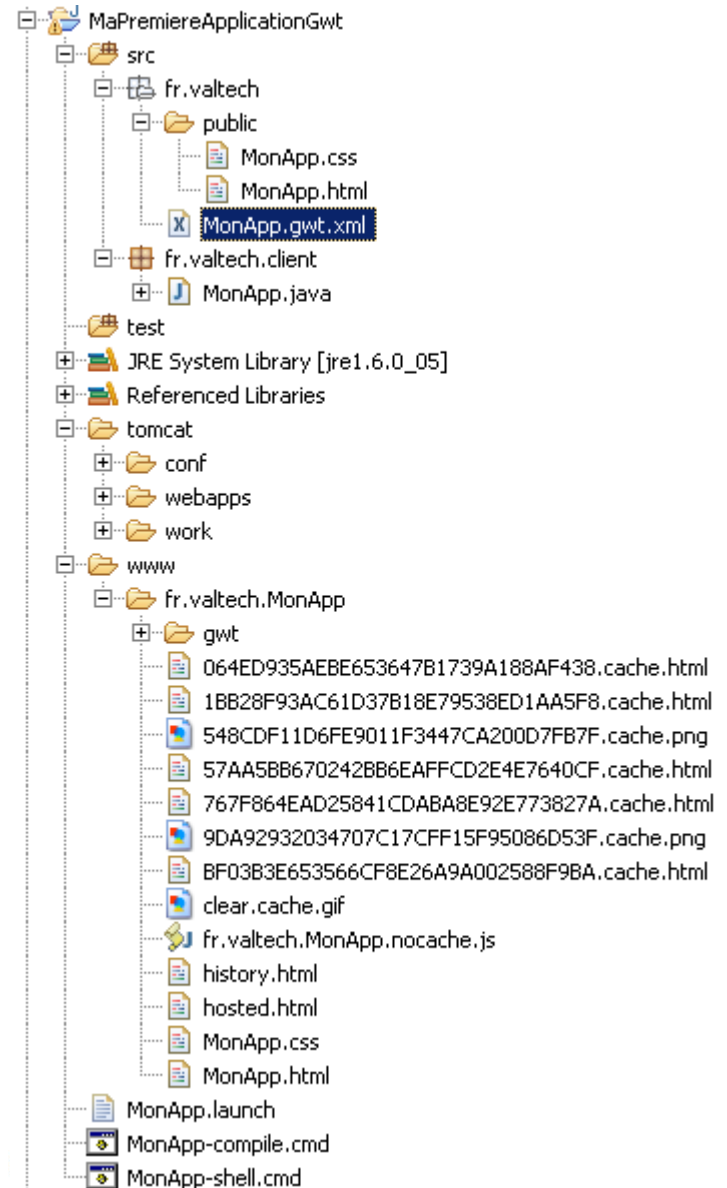 MaPremiereApplicationGwt
src
fr.valtech
public
MonApp.css
MonApp.html
MonApp.gwt.xml
fr.valtech.client
MonApp.java
test
JRE System Library [jre1.6.0_05]
Referenced Libraries
tomcat
conf
webapps
work
www
fr.valtech.MonApp
gwt
064ED935AEBE653647B1739A188AF438.cache.html
1BB28F93AC61D37B18E79538ED1AA5F8.cache.html
548CDF11D6FE9011F3447CA200D7FB7F.cache.png
57AA5BB670242BB6EAFFCD2E4E7640CF.cache.html
767F864EAD25841CDABA8E92E773827A.cache.html
9DA92932034707C17CFF15F95086D53F.cache.png
BF03B3E653566CF8E26A9A002588F9BA.cache.html
clear.cache.gif
fr.valtech.MonApp.nocache.js
history.html
hosted.html
MonApp.css
MonApp.html
MonApp.launch
MonApp-compile.cmd
MonApp-shell.cmd